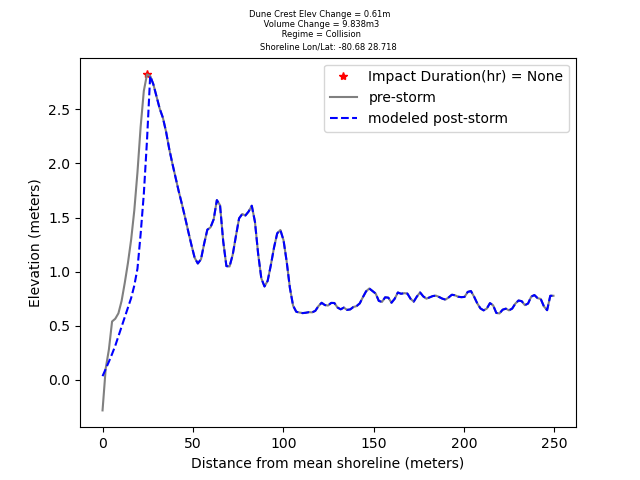 Dune Crest Elev Change = 0.61m
Volume Change = 9.838m3
Regime = Collision
Shoreline Lon/Lat: -80.68 28.718
Impact Duration(hr) = None
pre-storm
modeled post-storm
Elevation (meters)
2.5
2.0
1.5
1.0
0.5
0.0
0 50 100 150 200 250
Distance from mean shoreline (meters)